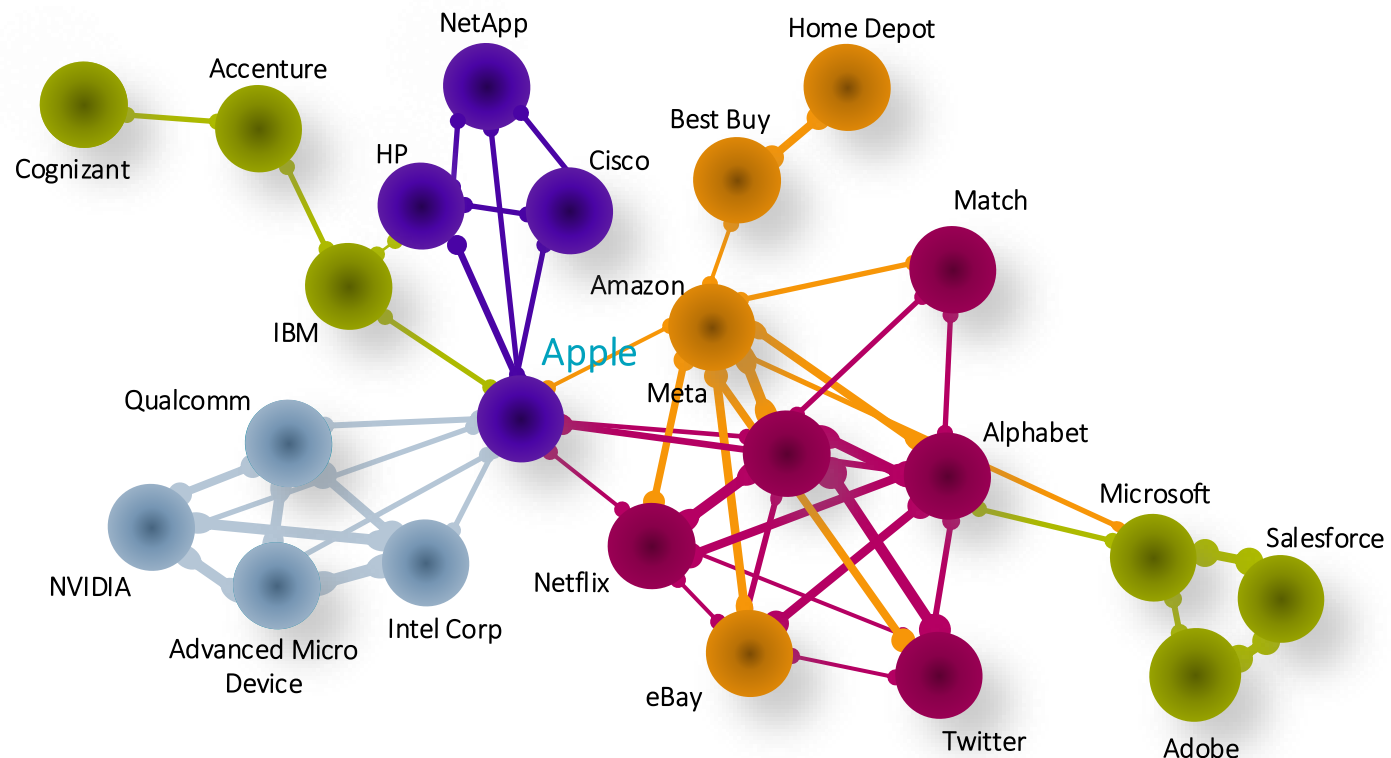 NetApp
Home Depot
Accenture
Best Buy
HP
Cisco
Cognizant
Match
Amazon
IBM
Apple
Meta
Qualcomm
Alphabet
Microsoft
Salesforce
Netflix
NVIDIA
Intel Corp
Advanced Micro
Device
eBay
Twitter
Adobe